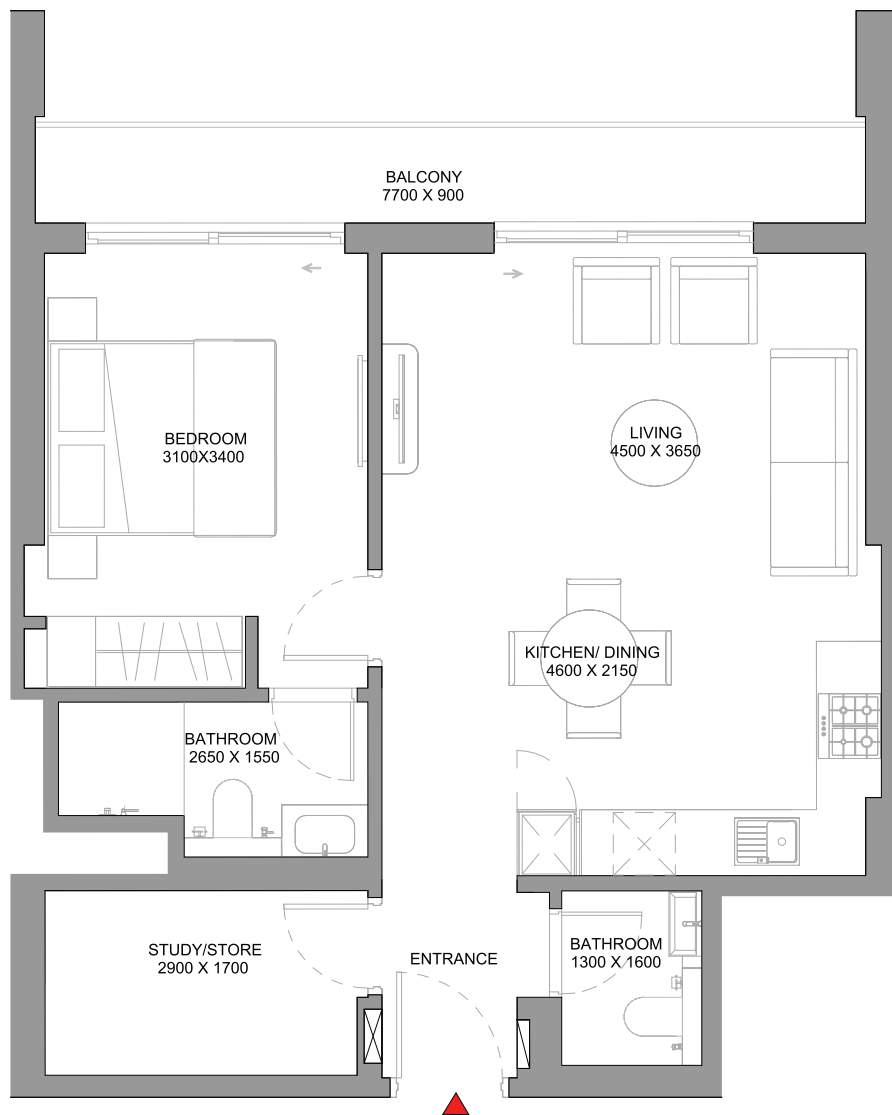 BALCONY
7700 X 900
BEDROOM
3100X3400
LIVING
4500 X 3650
KITCHEN/ DINING
4600 X 2150
BATHROOM
2650 X 1550
STUDY/STORE
2900 X 1700
ENTRANCE
BATHROOM
1300 X 1600